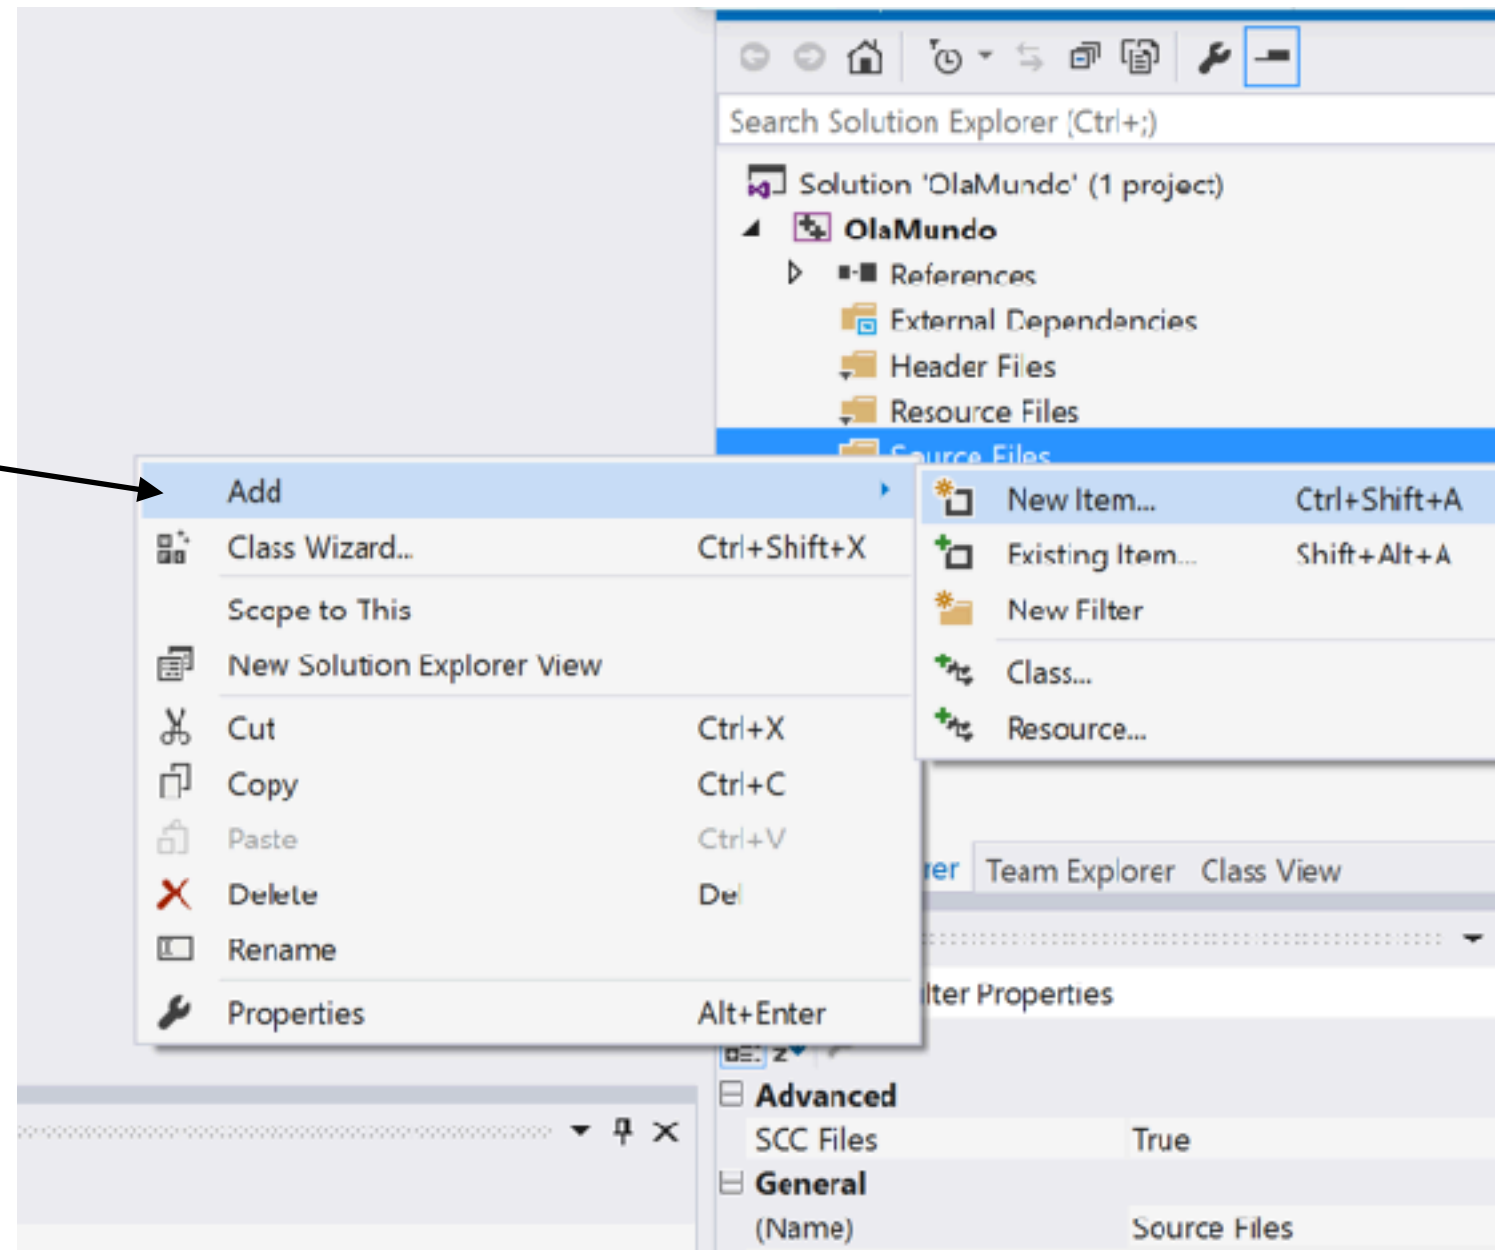 Search Solution Explorer (Ctrl+;)
Solution 'OlaMundo' (1 project)
OlaMundo
References
External Dependencies
Header Files
Resource Files
Source Files
Add
Class Wizard... Ctrl+Shift+X
Scope to This
New Solution Explorer View
Cut Ctrl+X
Copy Ctrl+C
Paste Ctrl+V
Delete Del
Rename
Properties Alt+Enter
New Item... Ctrl+Shift+A
Existing Item... Shift+Alt+A
New Filter
Class...
Resource...
rer Team Explorer Class View
lter Properties
Advanced
SCC Files True
General
(Name) Source Files